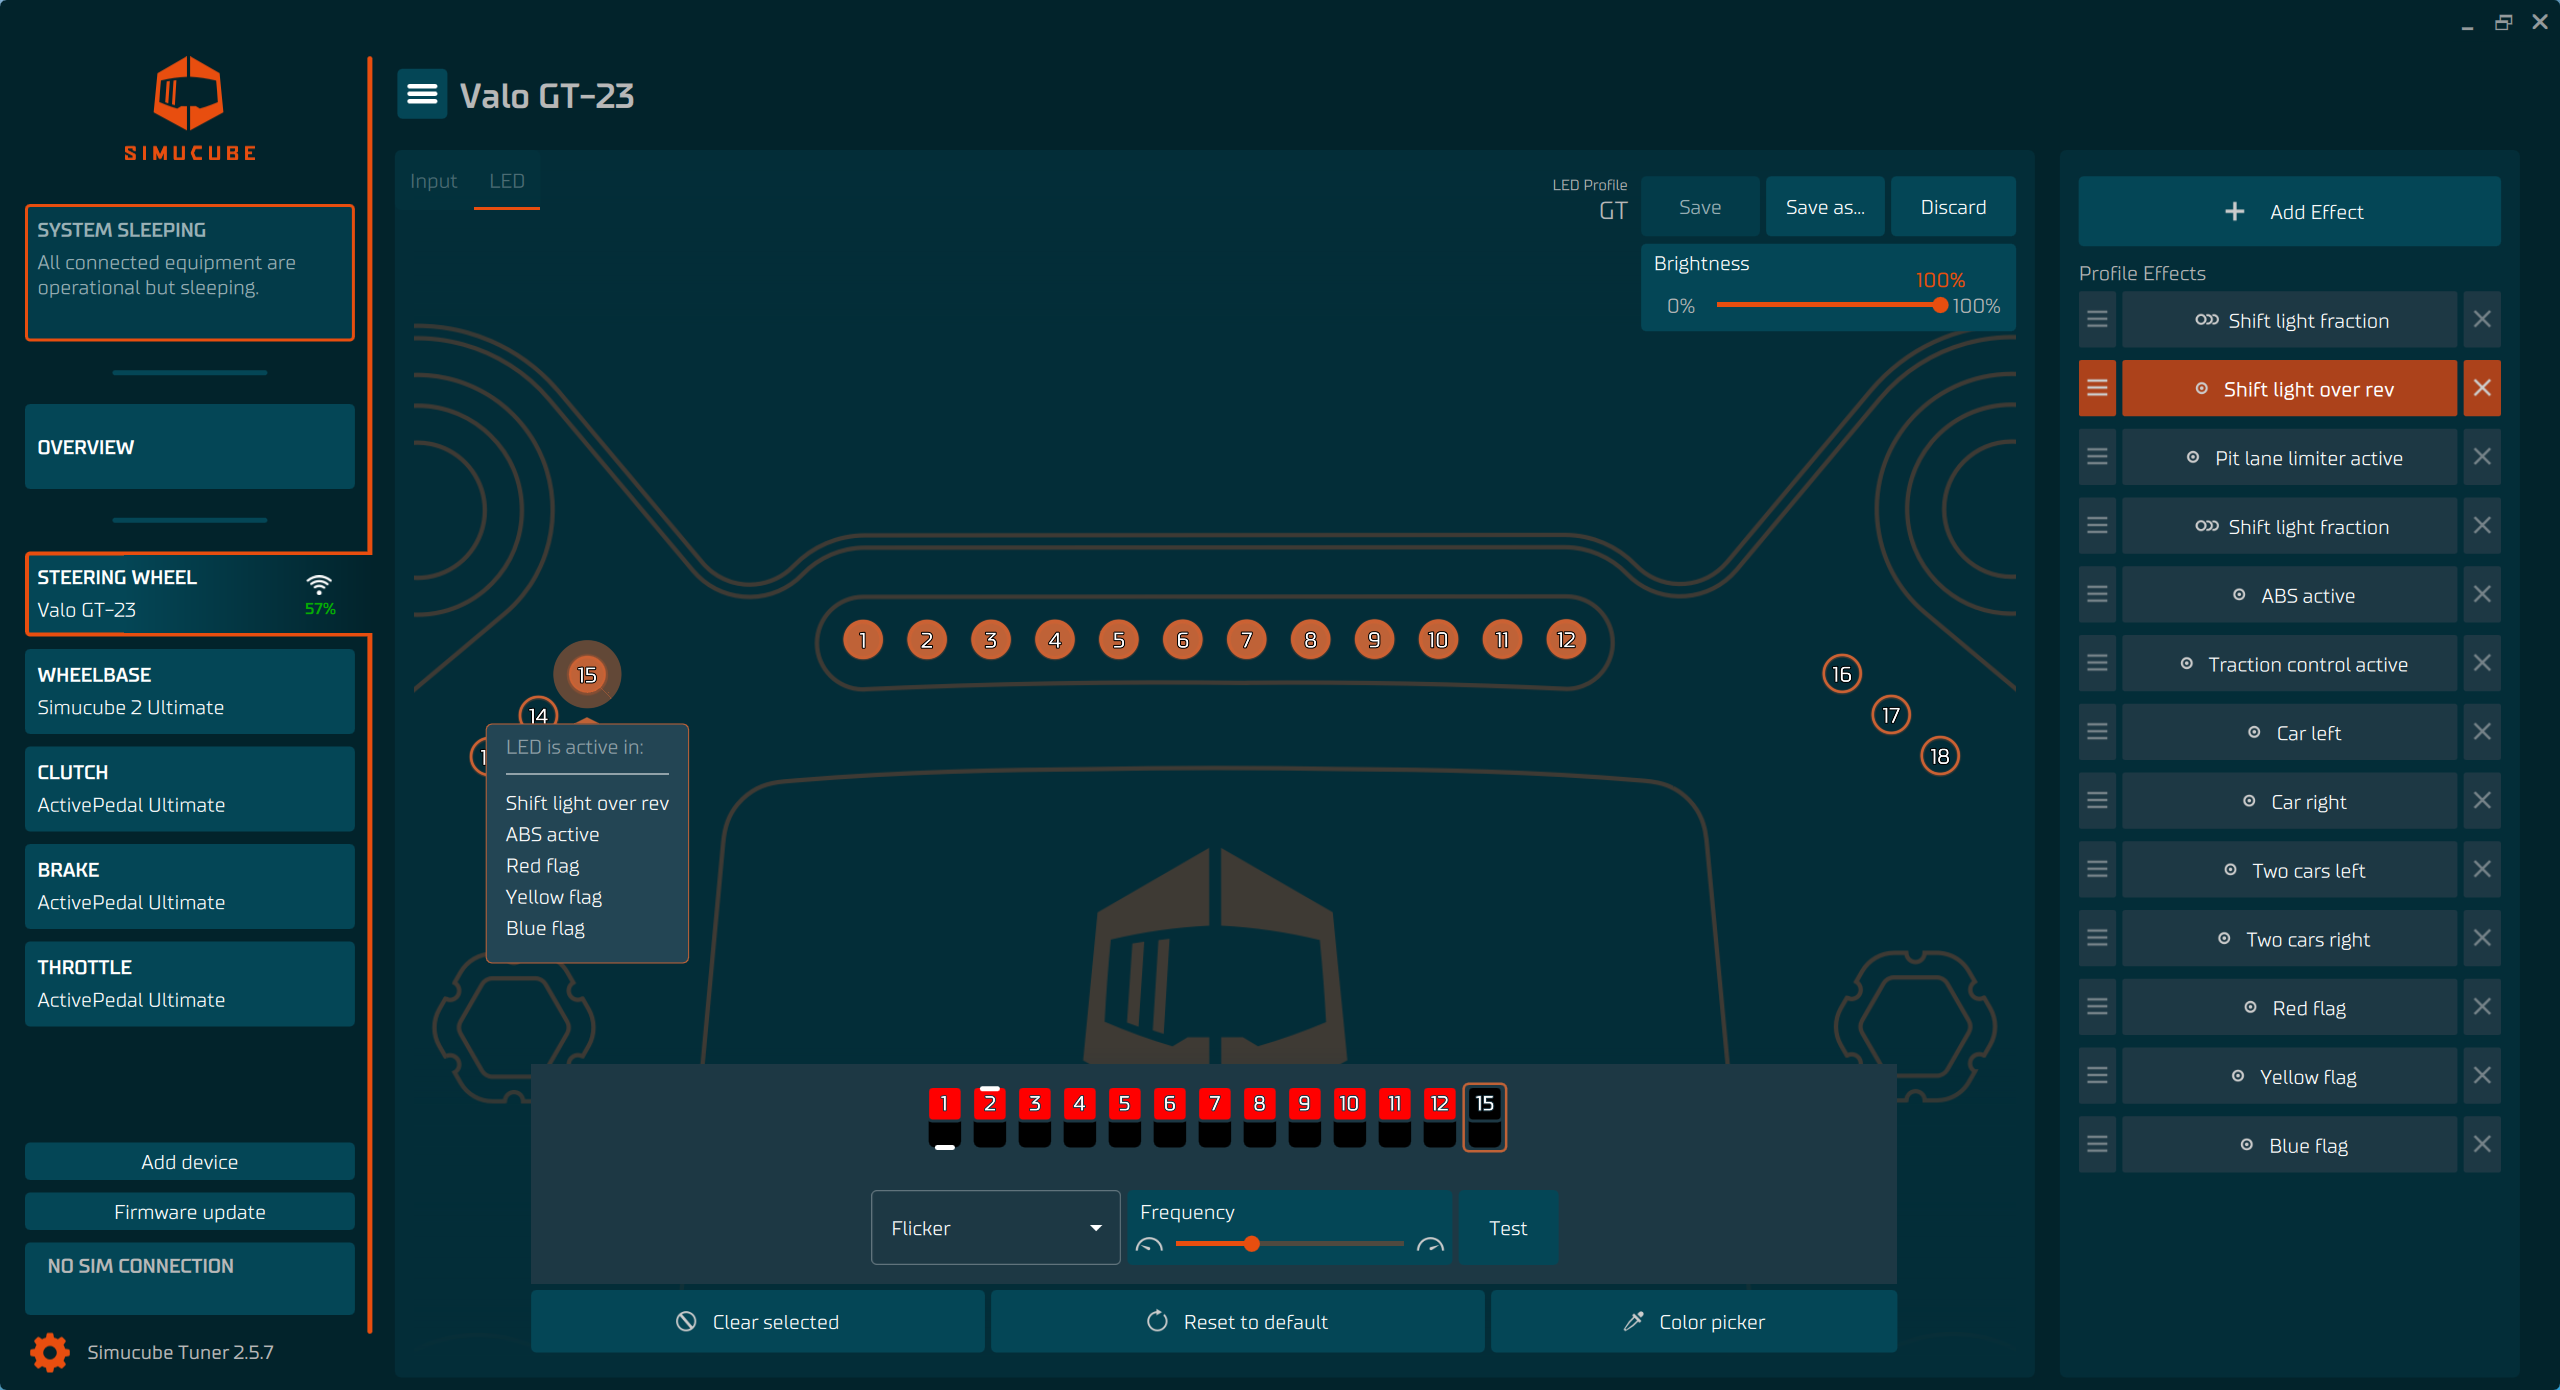 SIMUCUBE
SYSTEM SLEEPING
All connected equipment are
operational but sleeping.
OVERVIEW
STEERING WHEEL
Valo GT-23
57%
WHEELBASE
Simucube 2 Ultimate
CLUTCH
ActivePedal Ultimate
BRAKE
ActivePedal Ultimate
THROTTLE
ActivePedal Ultimate
Add device
Firmware update
NO SIM CONNECTION
Simucube Tuner 2.5.7
Valo GT-23
Input LED
LED Profile
GT
Save Save as... Discard
Brightness
100%
0% 100%
1 2 3 4 5 6 7 8 9 10 11 12
15
14
16
17
18
LED is active in:
Shift light over rev
ABS active
Red flag
Yellow flag
Blue flag
1 2 3 4 5 6 7 8 9 10 11 12 15
Flicker
Frequency
Test
Clear selected
Reset to default
Color picker
Add Effect
Profile Effects
Shift light fraction
Shift light over rev
Pit lane limiter active
Shift light fraction
ABS active
Traction control active
Car left
Car right
Two cars left
Two cars right
Red flag
Yellow flag
Blue flag